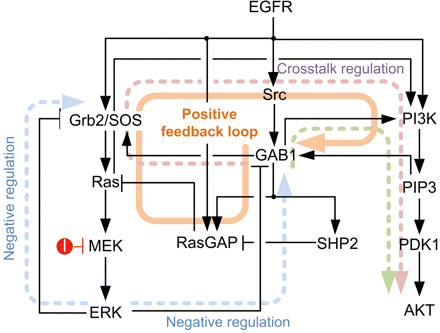 EGFR
Crosstalk regulation
Src
Positive
feedback loop
Grb2/SOS
PI3K
GAB1
Negative regulation
Ras
PIP3
RasGAP
SHP2
MEK
PDK1
ERK
Negative regulation
AKT